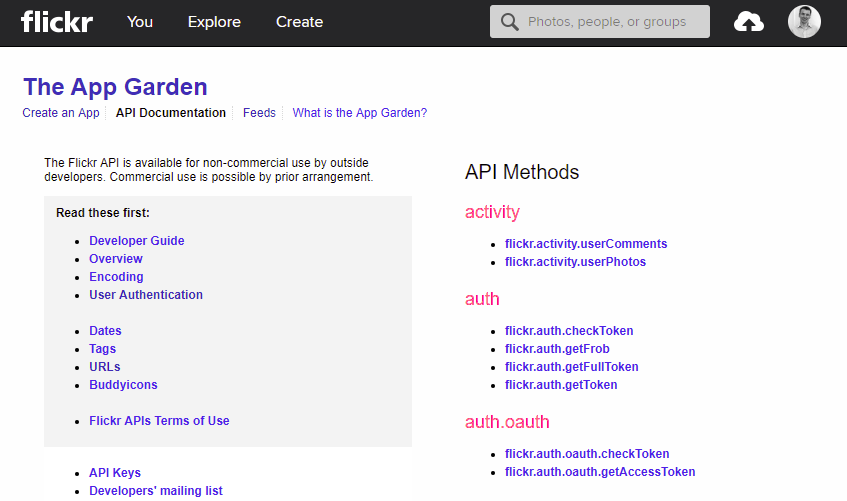 flickr You Explore Create Photos, people, or groups
The App Garden
Create an App API Documentation Feeds What is the App Garden?
The Flickr API is available for non-commercial use by outside
developers. Commercial use is possible by prior arrangement.
Read these first:
Developer Guide
Overview
Encoding
User Authentication
Dates
Tags
URLs
Buddyicons
Flickr APIs Terms of Use
API Keys
Developers' mailing list
API Methods
activity
flickr.activity.userComments
flickr.activity.userPhotos
auth
flickr.auth.checkToken
flickr.auth.getFrob
flickr.auth.getFullToken
flickr.auth.getToken
auth.oauth
flickr.auth.oauth.checkToken
flickr.auth.oauth.getAccessToken